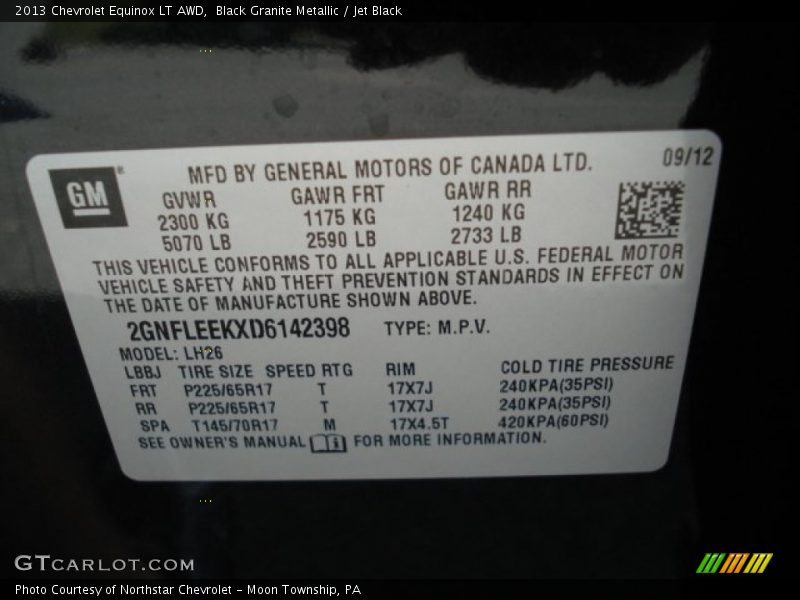 2013 Chevrolet Equinox LT AWD, Black Granite Metallic / Jet Black
GM
MFD BY GENERAL MOTORS OF CANADA LTD. 09/12
GVWR GAWR FRT GAWR RR
2300 KG 1175 KG 1240 KG
5070 LB 2590 LB 2733 LB
THIS VEHICLE CONFORMS TO ALL APPLICABLE U.S. FEDERAL MOTOR
VEHICLE SAFETY AND THEFT PREVENTION STANDARDS IN EFFECT ON
THE DATE OF MANUFACTURE SHOWN ABOVE.
2GNFLEEKXD6142398 TYPE: M.P.V.
MODEL: LH26
LBBJ TIRE SIZE SPEED RTG RIM COLD TIRE PRESSURE
FRT P225/65R17 T 17X7J 240KPA(35PSI)
RR P225/65R17 T 17X7J 240KPA(35PSI)
SPA T145/70R17 M 17X4.5T 420KPA(60PSI)
SEE OWNER'S MANUAL FOR MORE INFORMATION.
GTCARLOT.COM
Photo Courtesy of Northstar Chevrolet - Moon Township, PA